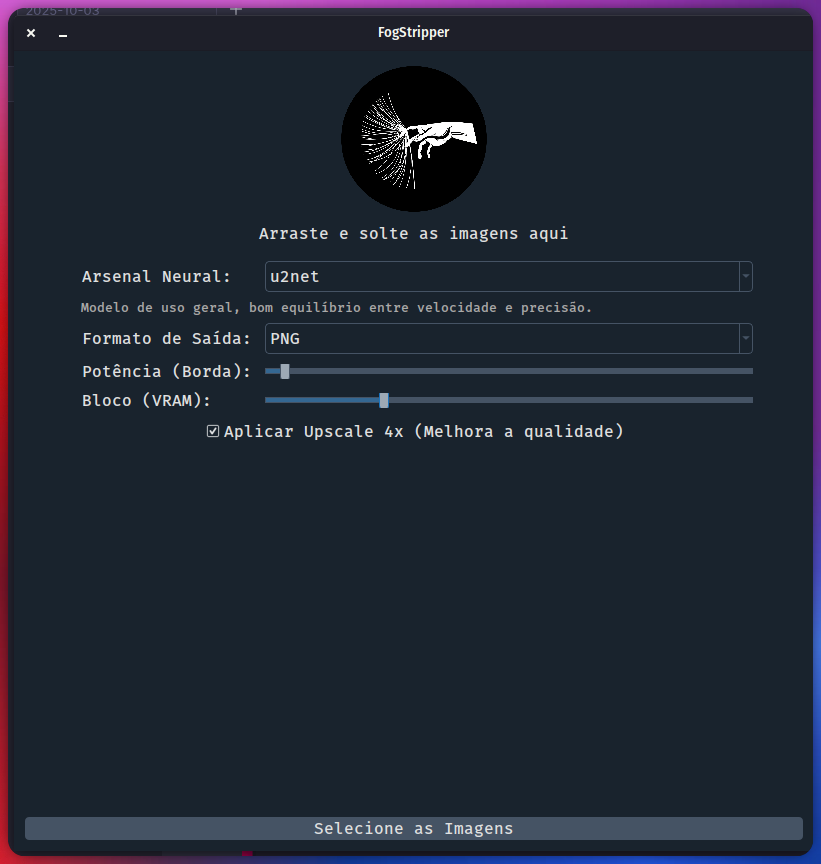 2025-10-03
FogStripper
Arraste e solte as imagens aqui
Arsenal Neural: u2net
Modelo de uso geral, bom equilíbrio entre velocidade e precisão.
Formato de Saída: PNG
Potência (Borda):
Bloco (VRAM):
Aplicar Upscale 4x (Melhora a qualidade)
Selecione as Imagens